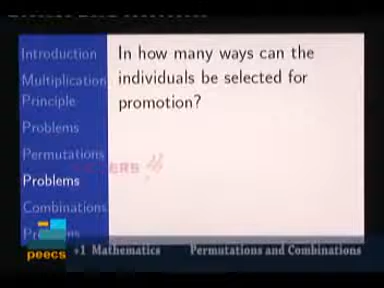 Introduction
Multiplication
Principle
Problems
Permutations
Problems
Combinations
In how many ways can the
individuals be selected for
promotion?
peecs
+1 Mathematics
Permutations and Combinations